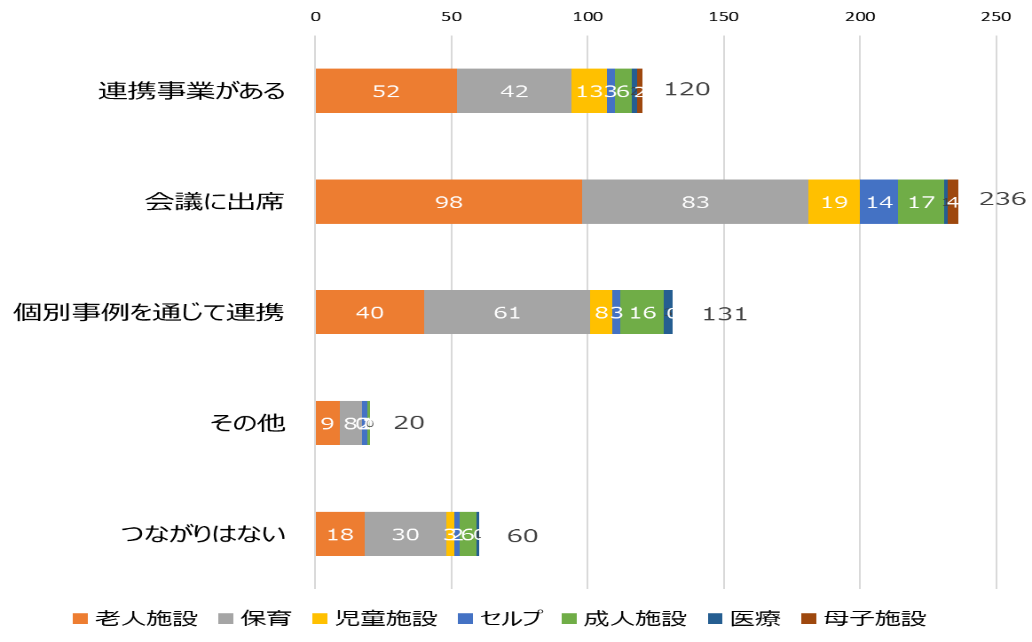 0 50 100 150 200 250
連携事業がある 52 42 13 3 6 2 120
会議に出席 98 83 19 14 17 4 236
個別事例を通じて連携 40 61 8 3 16 0 131
その他 9 8 20
つながりはない 18 30 3 2 6 0 60
老人施設 保育 児童施設 セルプ 成人施設 医療 母子施設